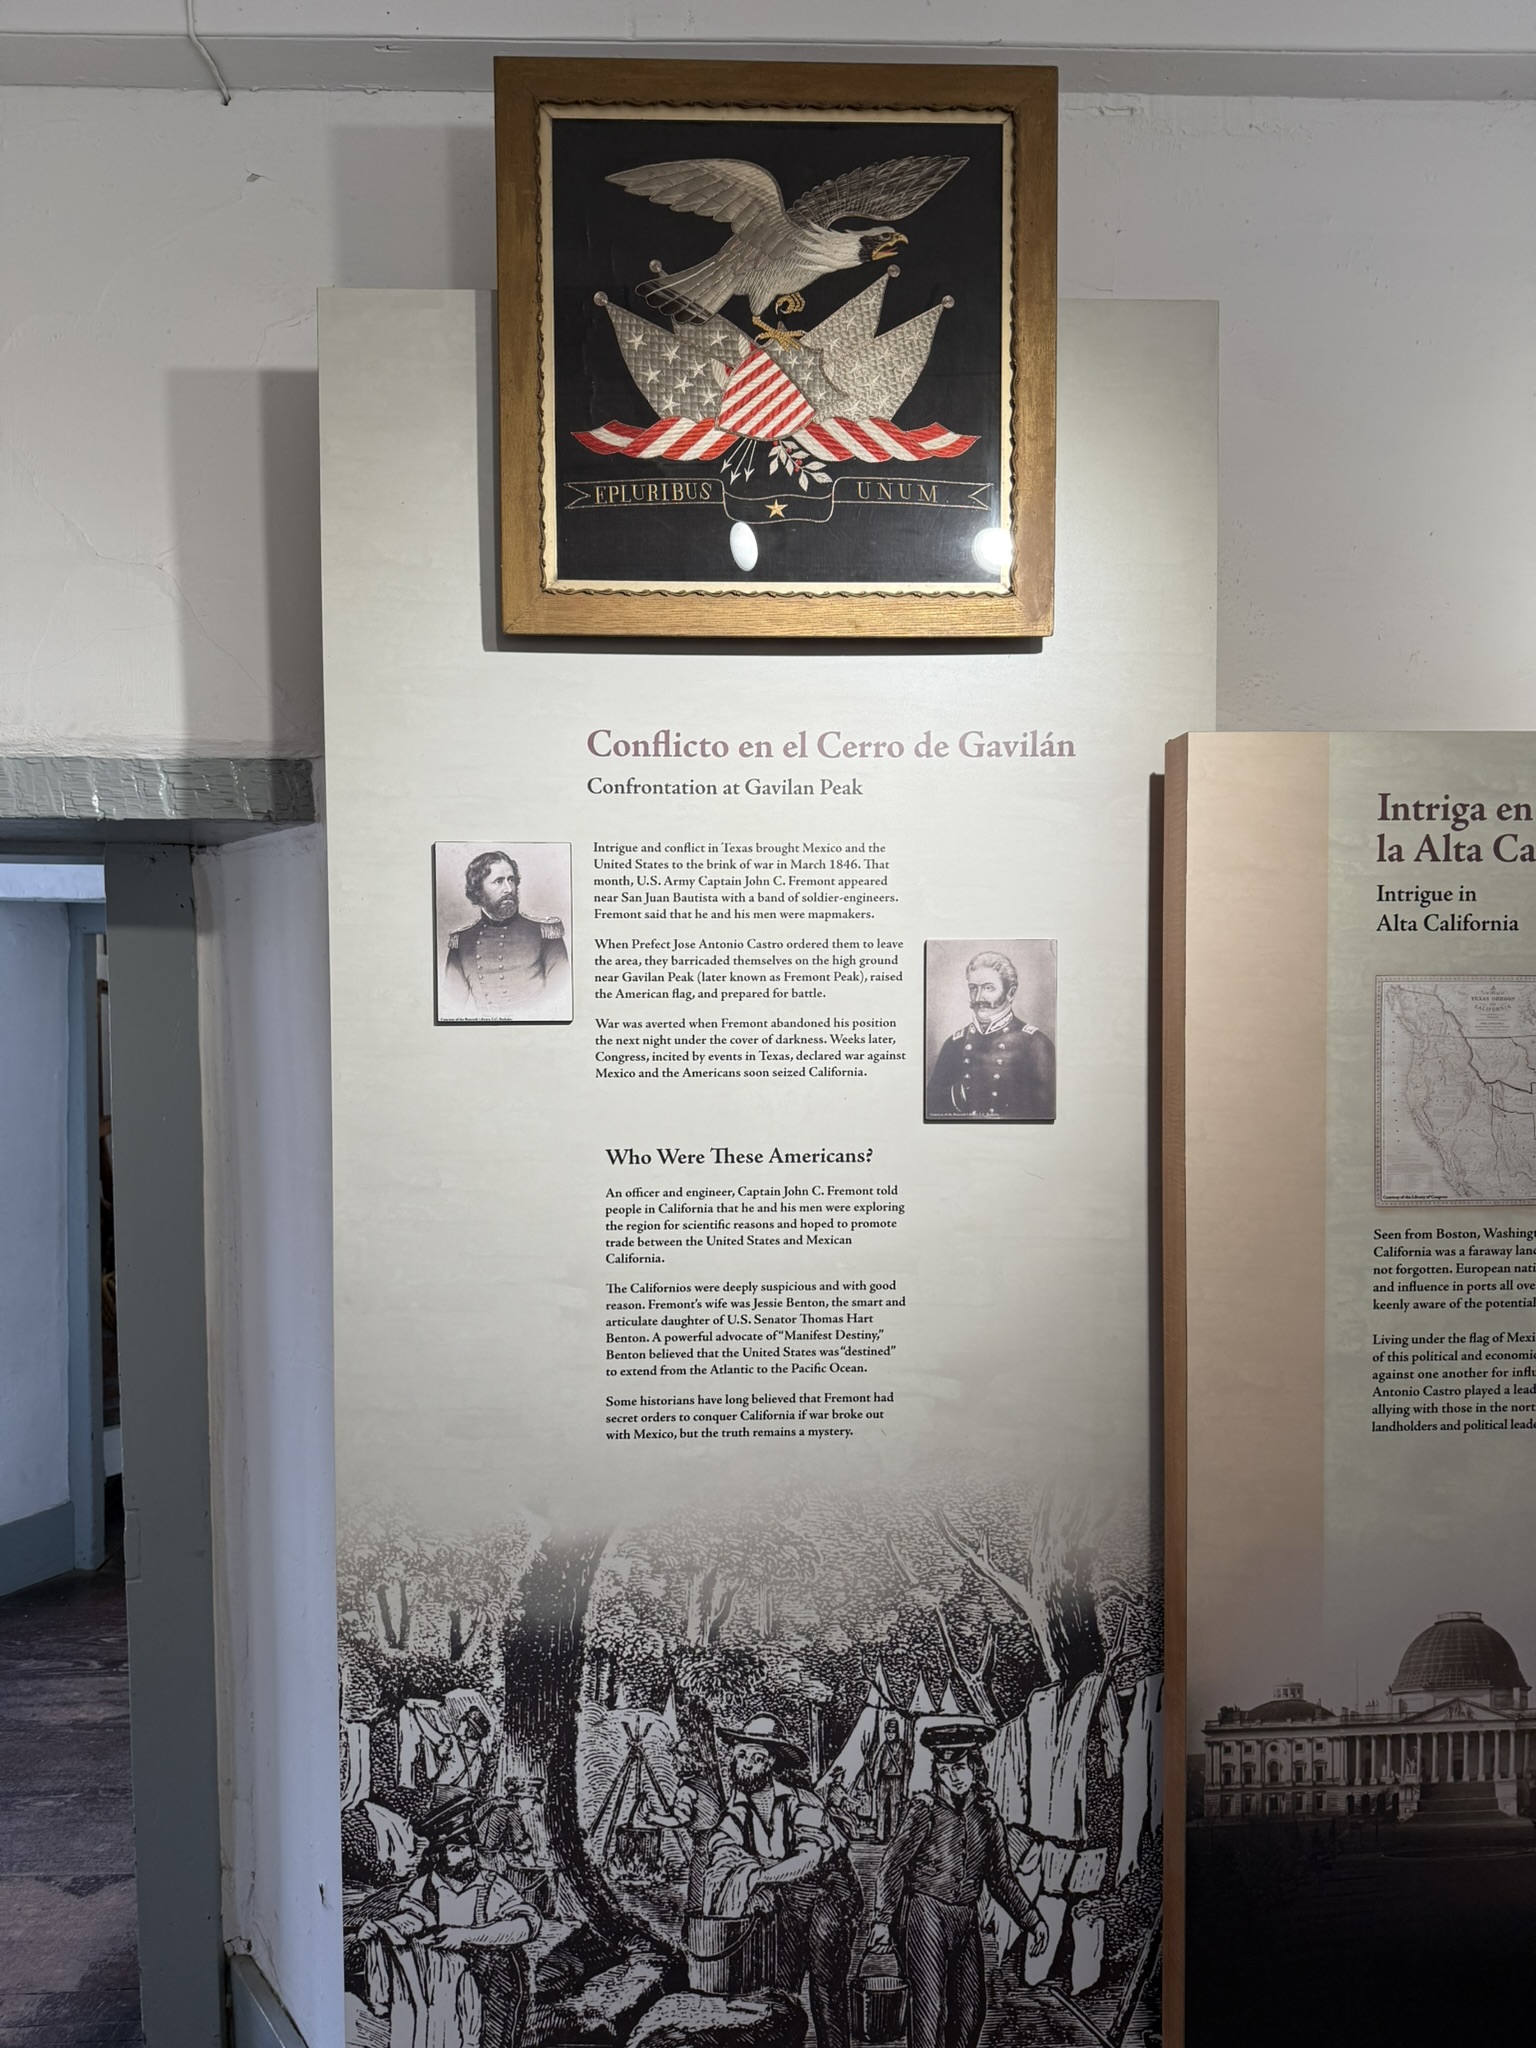 E PLURIBUS UNUM
Conflicto en el Cerro de Gavilán
Confrontation at Gavilan Peak
Intrigue and conflict in Texas brought Mexico and the
United States to the brink of war in March 1846. That
month, U.S. Army Captain John C. Fremont appeared
near San Juan Bautista with a band of soldier-engineers.
Fremont said that he and his men were mapmakers.
When Prefect Jose Antonio Castro ordered them to leave
the area, they barricaded themselves on the high ground
near Gavilan Peak (later known as Fremont Peak), raised
the American flag, and prepared for battle.
War was averted when Fremont abandoned his position
the next night under the cover of darkness. Weeks later,
Congress, incited by events in Texas, declared war against
Mexico and the Americans soon seized California.
Who Were These Americans?
An officer and engineer, Captain John C. Fremont told
people in California that he and his men were exploring
the region for scientific reasons and hoped to promote
trade between the United States and Mexican
California.
The Californios were deeply suspicious and with good
reason. Fremont's wife was Jessie Benton, the smart and
articulate daughter of U.S. Senator Thomas Hart
Benton. A powerful advocate of "Manifest Destiny,"
Benton believed that the United States was "destined"
to extend from the Atlantic to the Pacific Ocean.
Some historians have long believed that Fremont had
secret orders to conquer California if war broke out
with Mexico, but the truth remains a mystery.
Intriga en
la Alta Ca
Intrigue in
Alta California
TEXAS OREGON
CALIFORNIA
Courtesy of the Library of Congress
Seen from Boston, Washing
California was a faraway lan
not forgotten. European nati
and influence in ports all ove
keenly aware of the potential
Living under the flag of Mexi
of this political and economic
against one another for influ
Antonio Castro played a lead
allying with those in the nort
landholders and political leade